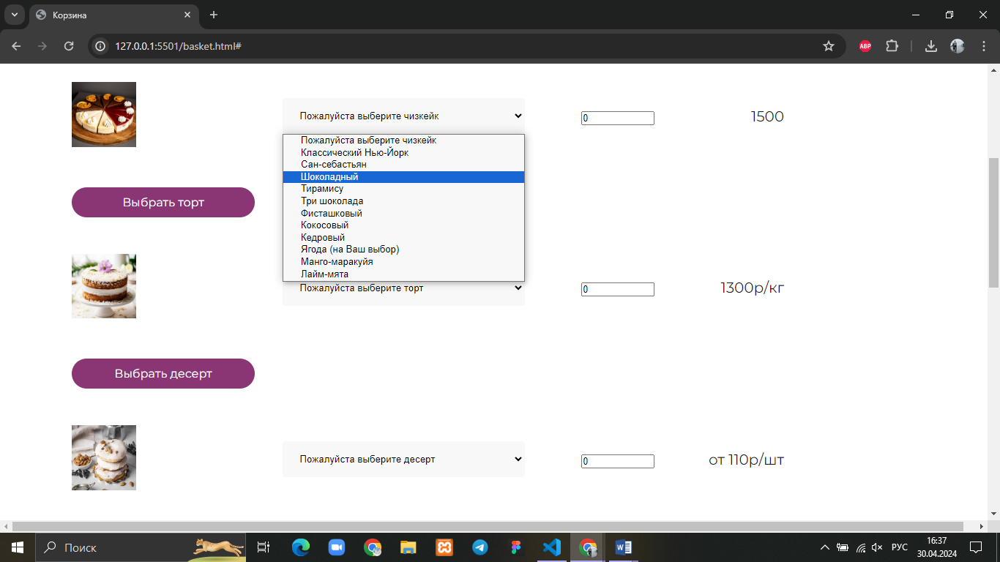 Корзина
127.0.0.1:5501/basket.html#
ABP
Пожалуйста выберите чизкейк
0
1500
Пожалуйста выберите чизкейк
Классический Нью-Йорк
Сан-себастьян
Шоколадный
Тирамису
Три шоколада
Фисташковый
Кокосовый
Кедровый
Ягода (на Ваш выбор)
Манго-маракуйя
Лайм-мята
Выбрать торт
Пожалуйста выберите торт
0
1300р/кг
Выбрать десерт
Пожалуйста выберите десерт
0
от 110р/шт
Поиск
РУС
16:37
30.04.2024